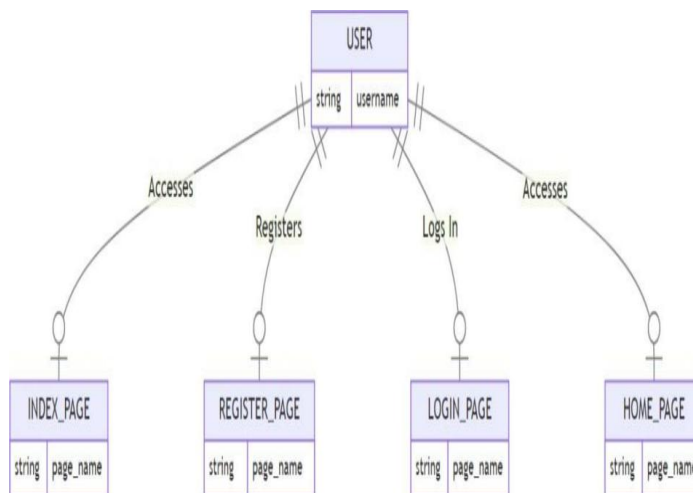 USER
string username
Accesses
Accesses
Registers
Logs In
INDEX_PAGE
REGISTER_PAGE
LOGIN_PAGE
HOME_PAGE
string page_name
string page_name
string page_name
string page_name